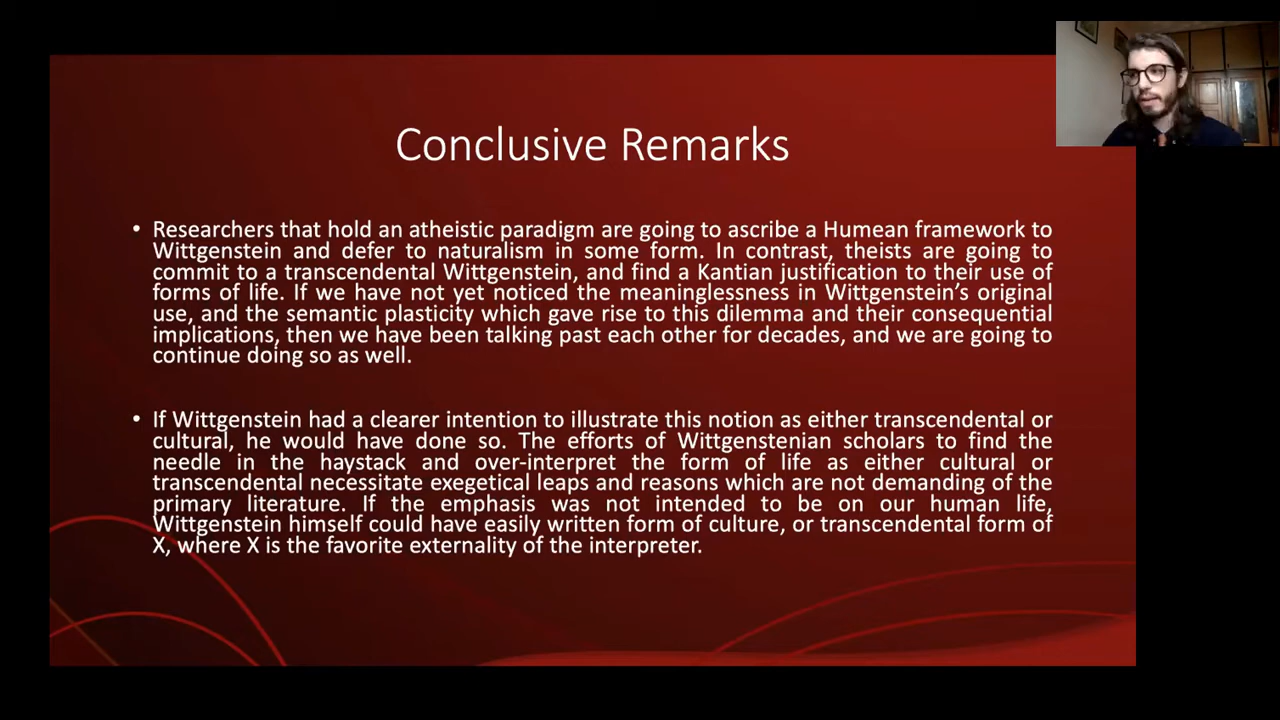 Conclusive Remarks
• Researchers that hold an atheistic paradigm are going to ascribe a Humean framework to
Wittgenstein and defer to naturalism in some form. In contrast, theists are going to
commit to a transcendental Wittgenstein, and find a Kantian justification to their use of
forms of life. If we have not yet noticed the meaninglessness in Wittgenstein's original
use, and the semantic plasticity which gave rise to this dilemma and their consequential
implications, then we have been talking past each other for decades, and we are going to
continue doing so as well.
• If Wittgenstein had a clearer intention to illustrate this notion as either transcendental or
cultural, he would have done so. The efforts of Wittgenstenian scholars to find the
needle in the haystack and over-interpret the form of life as either cultural or
transcendental necessitate exegetical leaps and reasons which are not demanding of the
primary literature. If the emphasis was not intended to be on our human life,
Wittgenstein himself could have easily written form of culture, or transcendental form of
X, where X is the favorite externality of the interpreter.